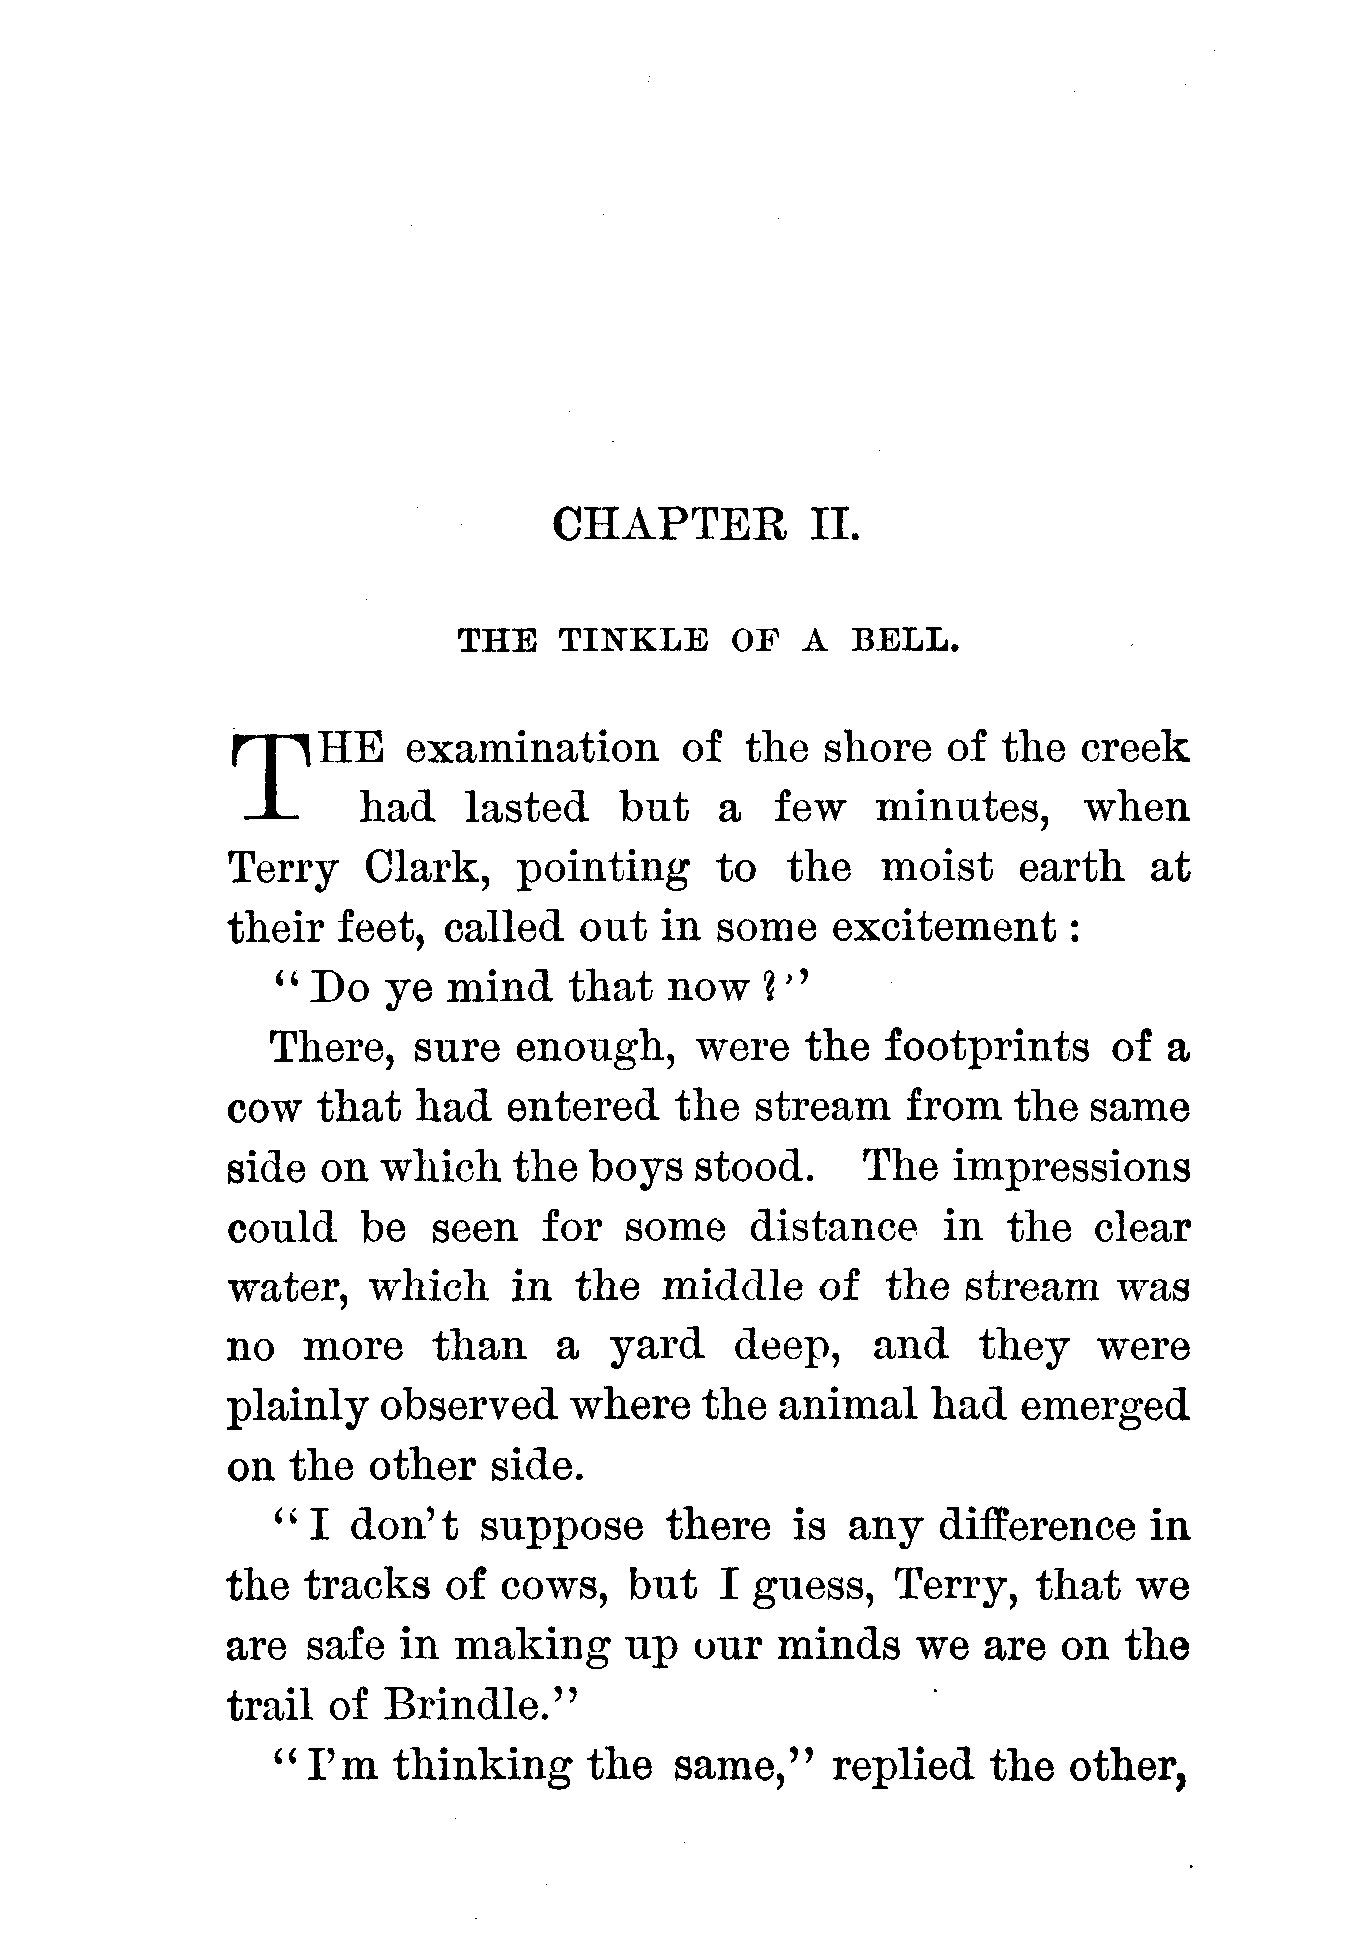 CHAPTER II.
THE TINKLE OF A BELL.
THE examination of the shore of the creek
had lasted but a few minutes, when
Terry Clark, pointing to the moist earth at
their feet, called out in some excitement :
“ Do ye mind that now ?”
There, sure enough, were the footprints of a
cow that had entered the stream from the same
side on which the boys stood. The impressions
could be seen for some distance in the clear
water, which in the middle of the stream was
no more than a yard deep, and they were
plainly observed where the animal had emerged
on the other side.
“ I don’t suppose there is any difference in
the tracks of cows, but I guess, Terry, that we
are safe in making up our minds we are on the
trail of Brindle.”
“ I’m thinking the same,” replied the other,